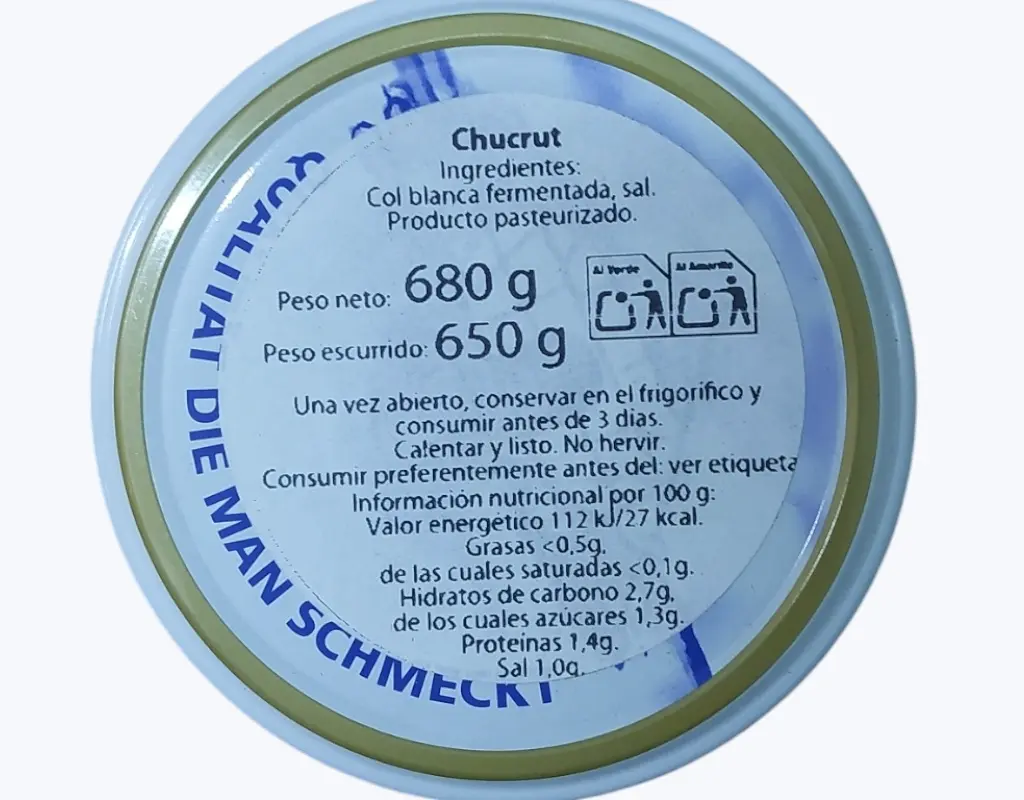 Chucrut
Ingredientes:
Col blanca fermentada, sal.
Producto pasteurizado.
Peso neto: 680 g
Peso escurrido: 650 g
Al Verde
Al Amarillo
Una vez abierto, conservar en el frigorifico y
consumir antes de 3 dias.
Calentar y listo. No hervir.
Consumir preferentemente antes del: ver etiqueta
Información nutricional por 100 g:
Valor energético 112 kJ/27 kcal.
Grasas <0,5g,
de las cuales saturadas <0,1g.
Hidratos de carbono 2,7g,
de los cuales azúcares 1,3g.
Proteínas 1,4g.
Sal 1,0g.
QUALITÄT DIE MAN SCHMECKT